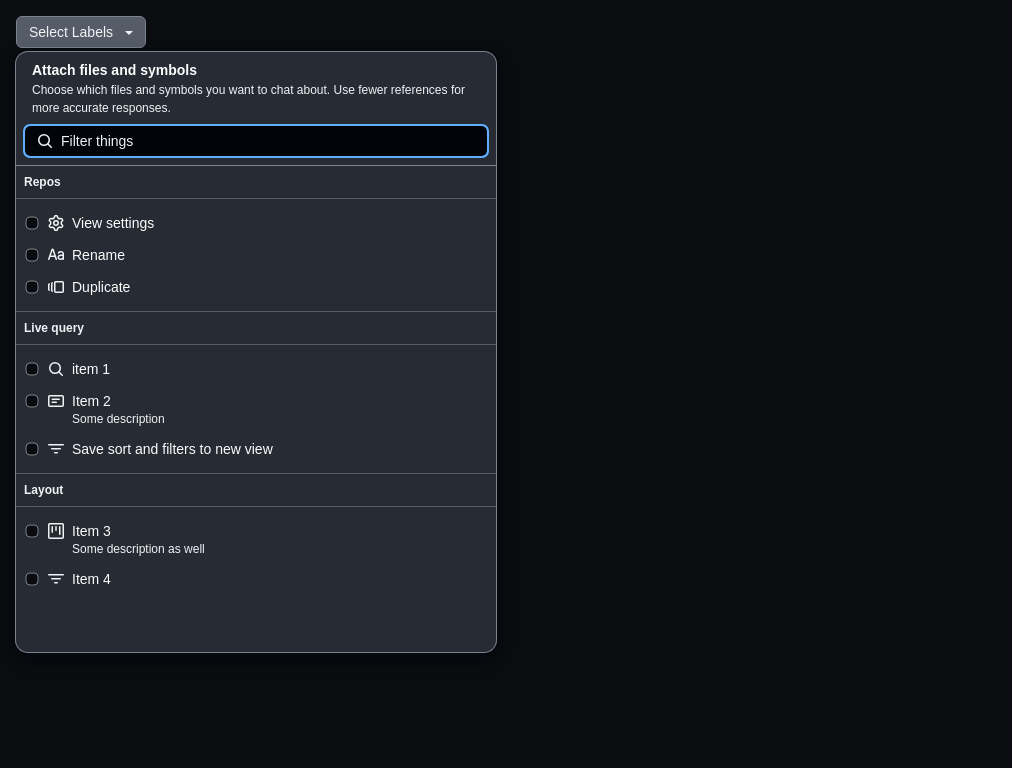 Select Labels
Attach files and symbols
Choose which files and symbols you want to chat about. Use fewer references for
more accurate responses.
Filter things
Repos
View settings
Rename
Duplicate
Live query
item 1
Item 2
Some description
Save sort and filters to new view
Layout
Item 3
Some description as well
Item 4